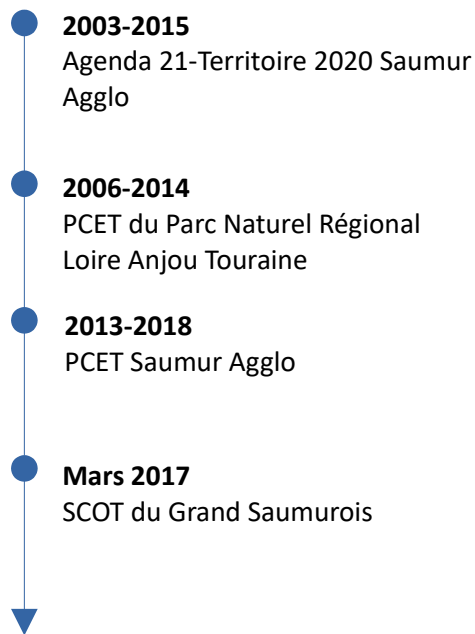 2003-2015
Agenda 21-Territoire 2020 Saumur
Agglo
2006-2014
PCET du Parc Naturel Régional
Loire Anjou Touraine
2013-2018
PCET Saumur Agglo
Mars 2017
SCOT du Grand Saumurois